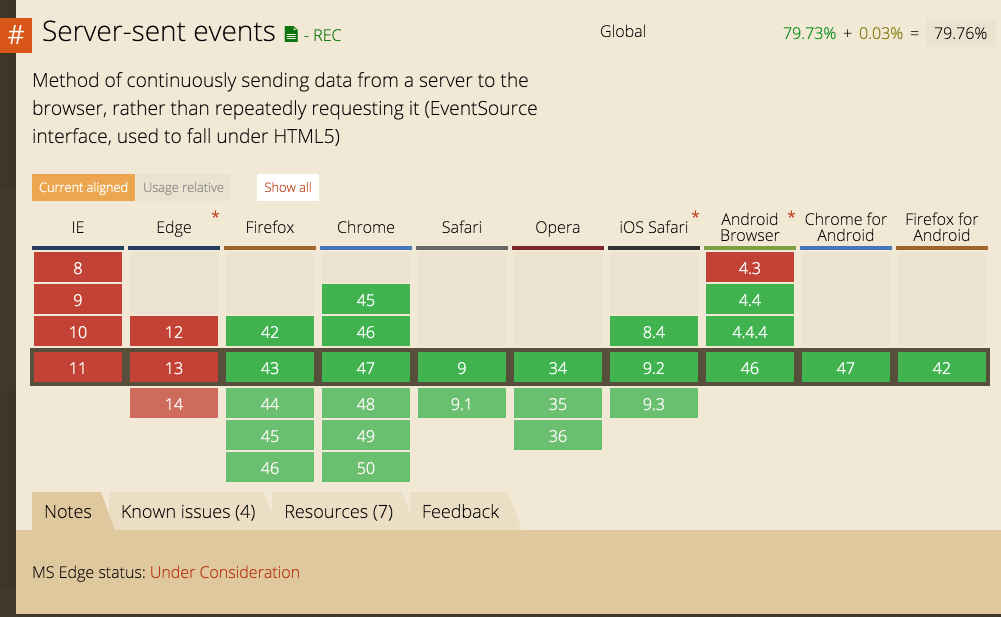 # Server-sent events - REC
Global
79.73% + 0.03% = 79.76%
Method of continuously sending data from a server to the
browser, rather than repeatedly requesting it (EventSource
interface, used to fall under HTML5)
Current aligned Usage relative Show all
IE Edge * Firefox Chrome Safari Opera iOS Safari * Android Browser * Chrome for Android Firefox for Android
8 4.3
9 45 4.4
10 12 42 46 8.4 4.4.4
11 13 43 47 9 34 9.2 46 47 42
14 44 48 9.1 35 9.3
45 49 36
46 50
Notes Known issues (4) Resources (7) Feedback
MS Edge status: Under Consideration